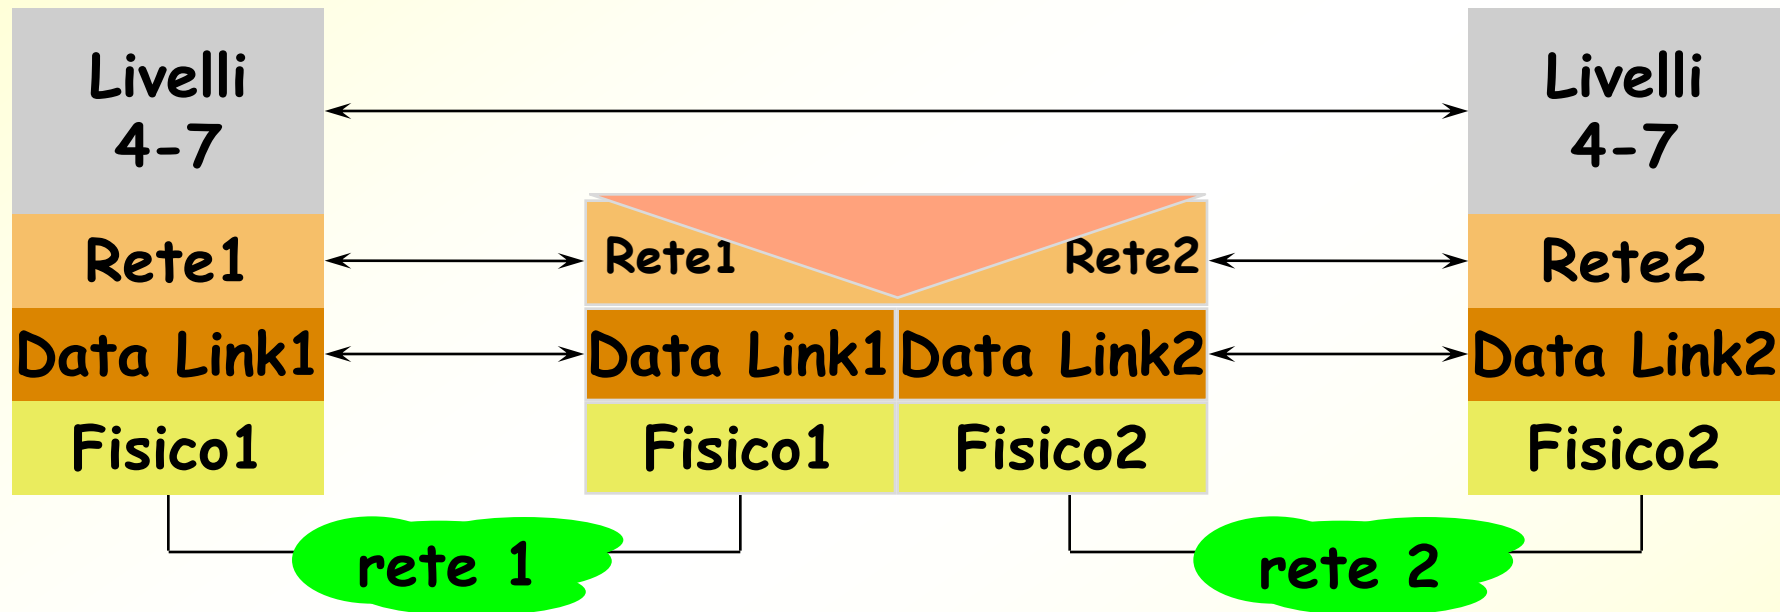 Livelli
4-7
Livelli
4-7
Rete1
Rete1
Rete2
Rete2
Data Link1
Data Link1
Data Link2
Data Link2
Fisico1
Fisico1
Fisico2
Fisico2
rete 1
rete 2